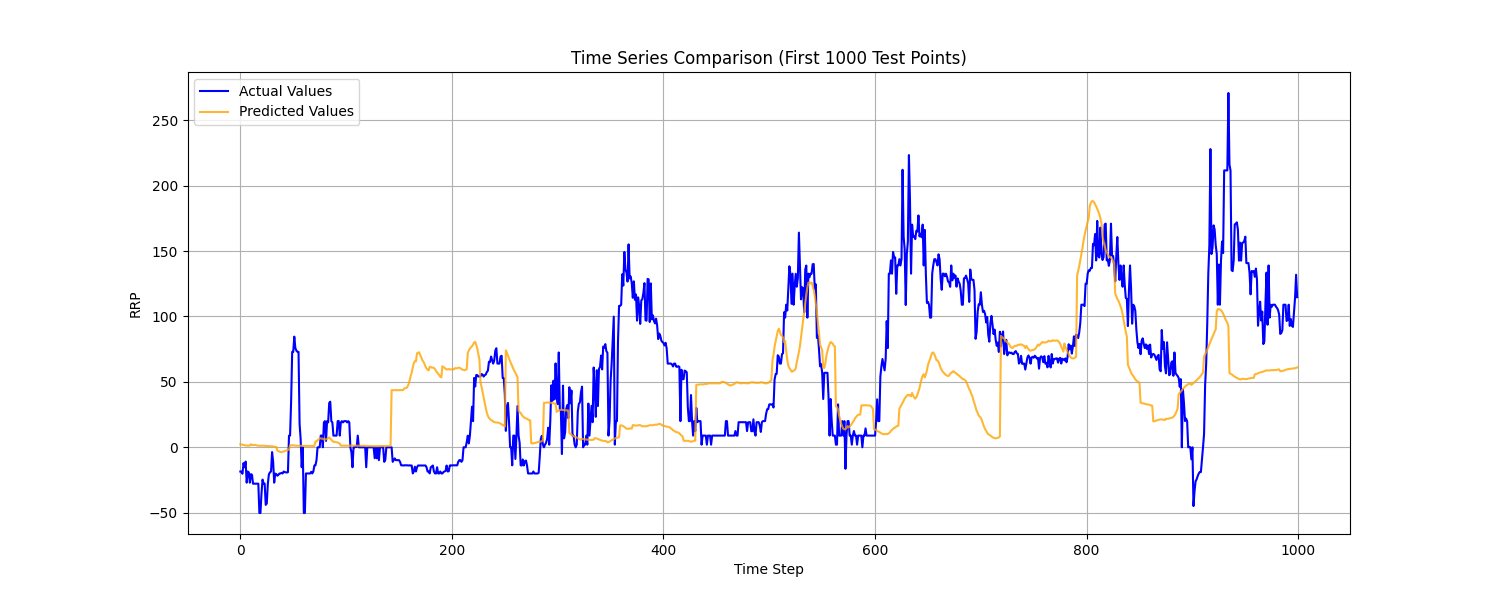 Time Series Comparison (First 1000 Test Points)
Actual Values
Predicted Values
250
200
150
100
50
0
−50
RRP
0 200 400 600 800 1000
Time Step